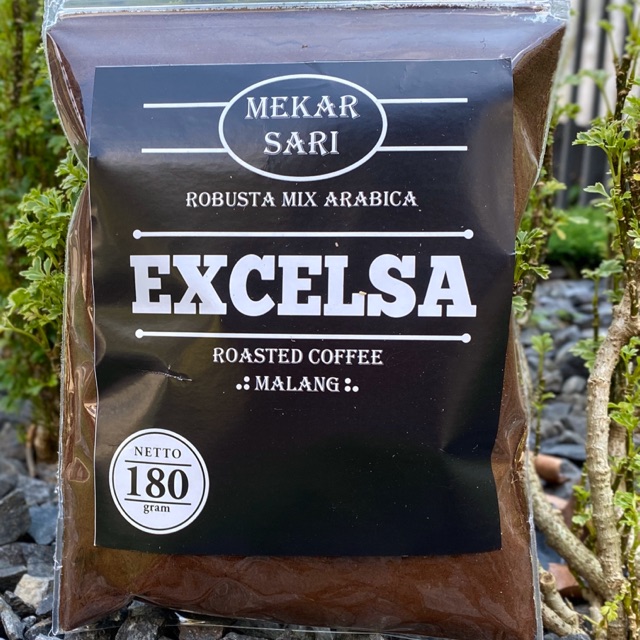 MEKAR
SARI
ROBUSTA MIX ARABICA
EXCELSA
ROASTED COFFEE
MALANG
NETTO
180
gram